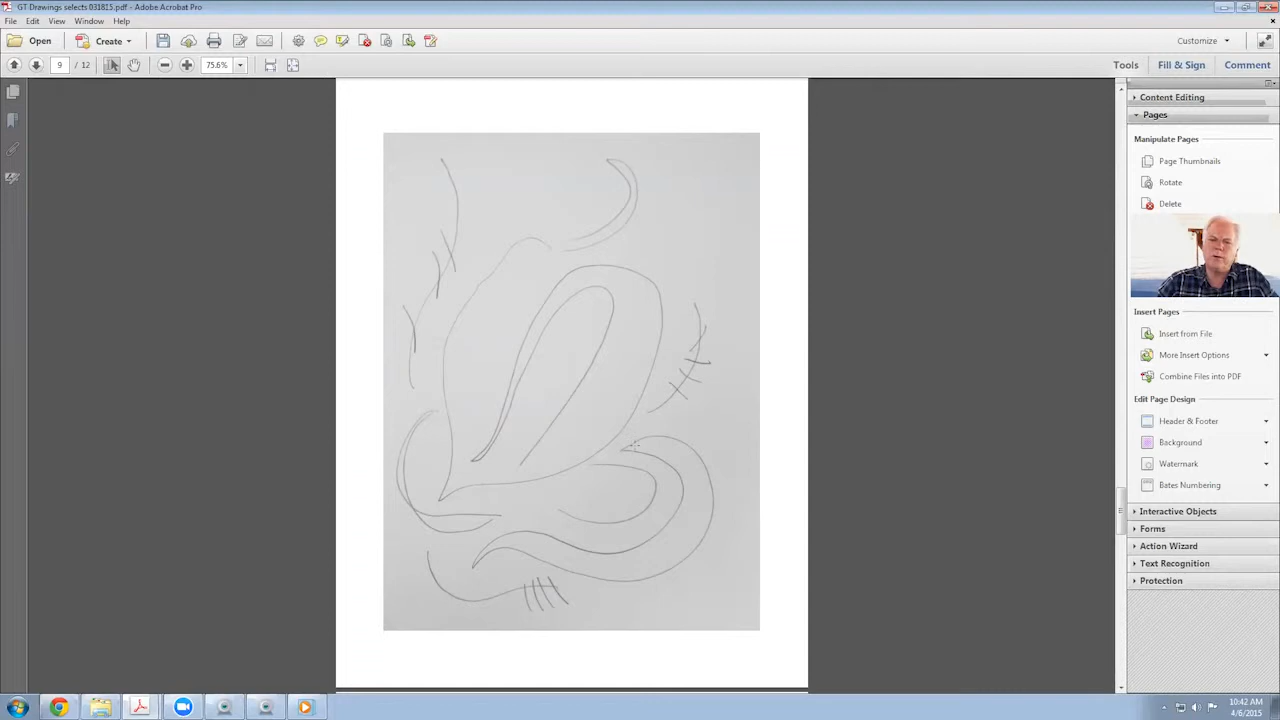 GT Drawings selects 031815.pdf - Adobe Acrobat Pro
File Edit View Window Help
Open Create Customize
9 / 12 75.6% Tools Fill & Sign Comment
Content Editing
Pages
Manipulate Pages
Page Thumbnails
Rotate
Delete
Insert Pages
Insert from File
More Insert Options
Combine Files into PDF
Edit Page Design
Header & Footer
Background
Watermark
Bates Numbering
Interactive Objects
Forms
Action Wizard
Text Recognition
Protection
10:42 AM
4/6/2015